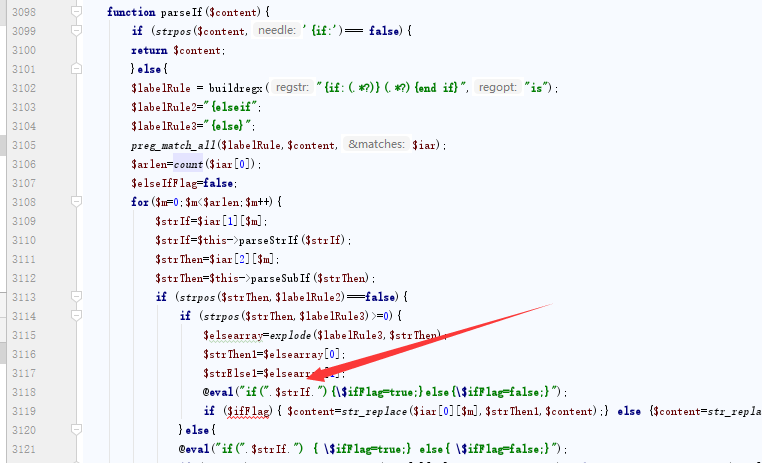 3098 function parseIf($content){
3099 if (strpos($content, needle: '{if:')=== false){
3100 return $content;
3101 }else{
3102 $labelRule = buildregx( regstr: "{if:(.*?)}(.*?){end if}", regopt: "is");
3103 $labelRule2="{elseif";
3104 $labelRule3="{else}";
3105 preg_match_all($labelRule,$content, &matches: $iar);
3106 $arlen=count($iar[0]);
3107 $elseIfFlag=false;
3108 for($m=0;$m<$arlen;$m++){
3109 $strIf=$iar[1][$m];
3110 $strIf=$this->parseStrIf($strIf);
3111 $strThen=$iar[2][$m];
3112 $strThen=$this->parseSubIf($strThen);
3113 if (strpos($strThen,$labelRule2)===false){
3114 if (strpos($strThen,$labelRule3)>=0){
3115 $elsearray=explode($labelRule3,$strThen);
3116 $strThen1=$elsearray[0];
3117 $strElse1=$elsearray[1];
3118 @eval("if(".$strIf."){\$ifFlag=true;}else{\$ifFlag=false;}");
3119 if ($ifFlag){ $content=str_replace($iar[0][$m],$strThen1,$content);} else {$content=str_repla
3120 }else{
3121 @eval("if(".$strIf.") { \$ifFlag=true;} else{ \$ifFlag=false;}");